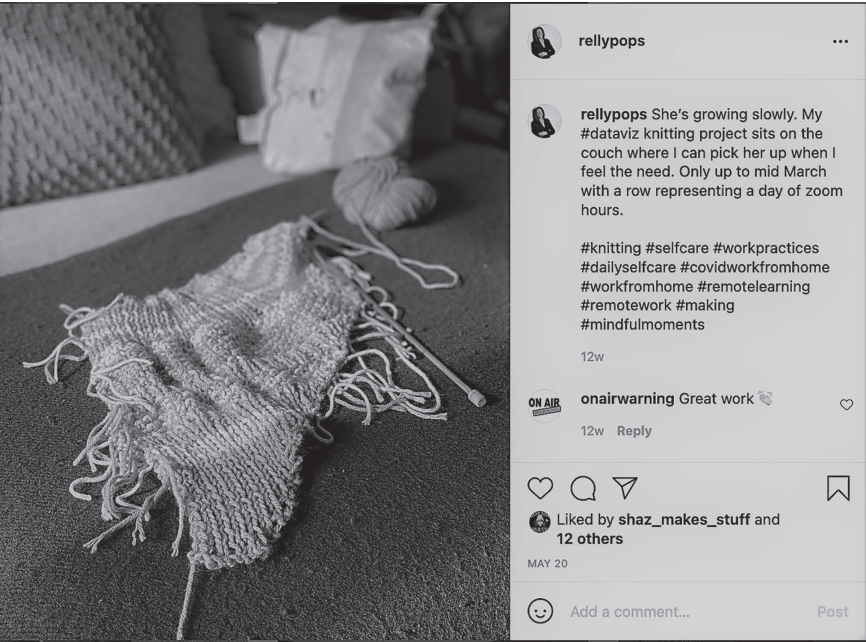 rellypops
rellypops She's growing slowly. My
#dataviz knitting project sits on the
couch where I can pick her up when I
feel the need. Only up to mid March
with a row representing a day of zoom
hours.
#knitting #selfcare #workpractices
#dailyselfcare #covidworkfromhome
#workfromhome #remotelearning
#remotework #making
#mindfulmoments
12w
ON AIR
onairwarning Great work 👏
12w Reply
Liked by shaz_makes_stuff and
12 others
MAY 20
Add a comment...
Post